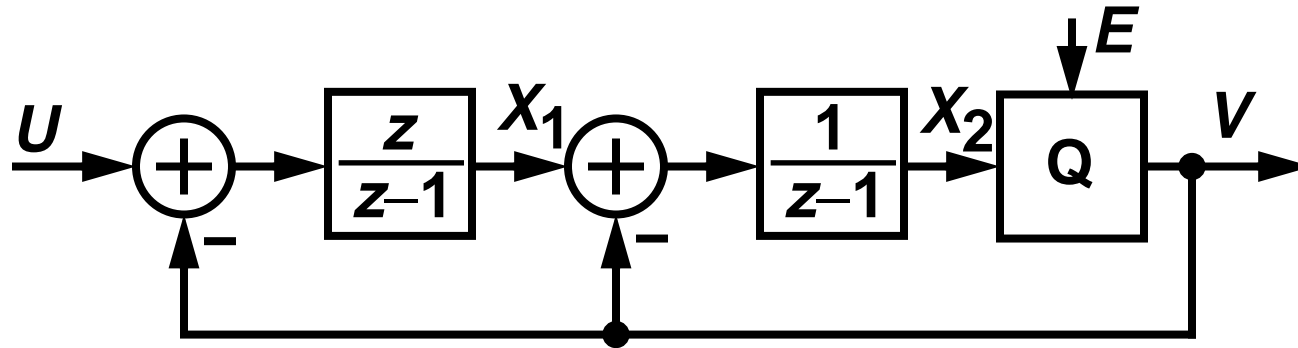 E
U
+
z
z–1
X1
+
1
z–1
X2
Q
V
–
–